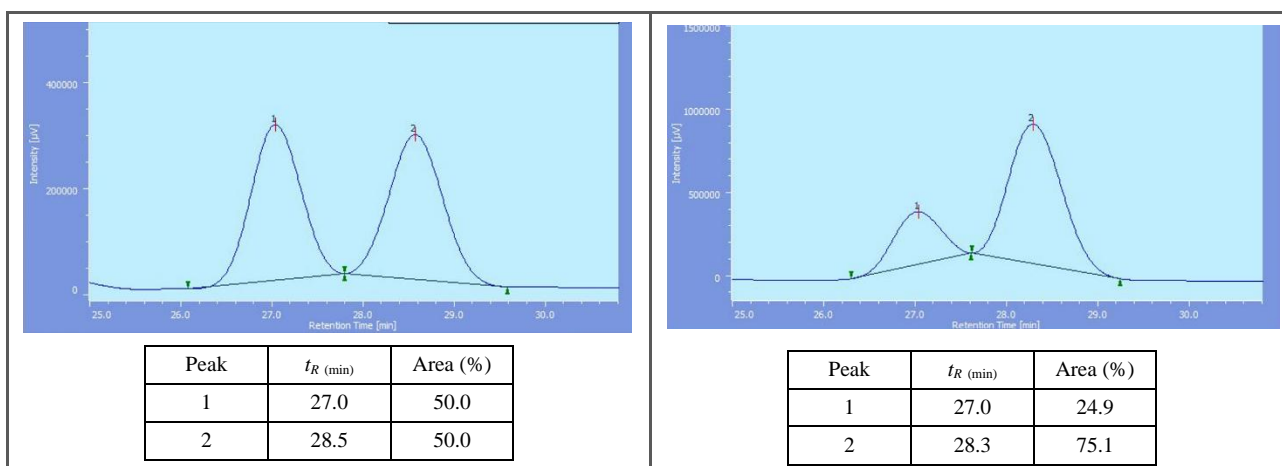 Intensity [µV]
400000
200000
0
1
2
25.0 26.0 27.0 28.0 29.0 30.0
Retention Time [min]
Peak tR (min) Area (%)
1 27.0 50.0
2 28.5 50.0
Intensity [µV]
1500000
1000000
500000
0
1
2
25.0 26.0 27.0 28.0 29.0 30.0
Retention Time [min]
Peak tR (min) Area (%)
1 27.0 24.9
2 28.3 75.1